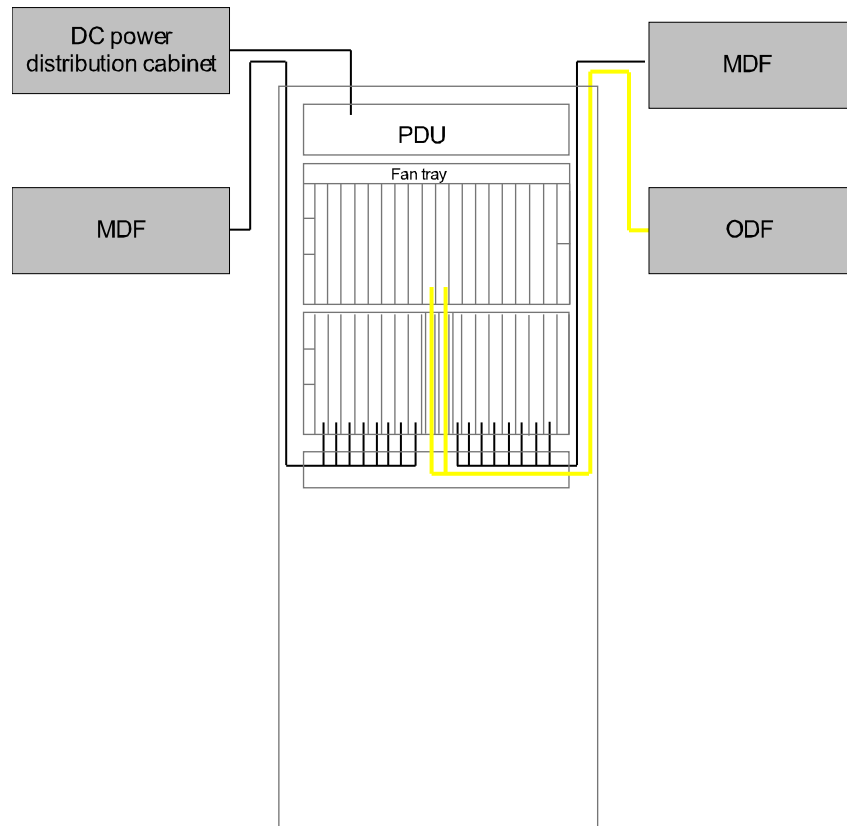 DC power
distribution cabinet
MDF
PDU
Fan tray
MDF
ODF